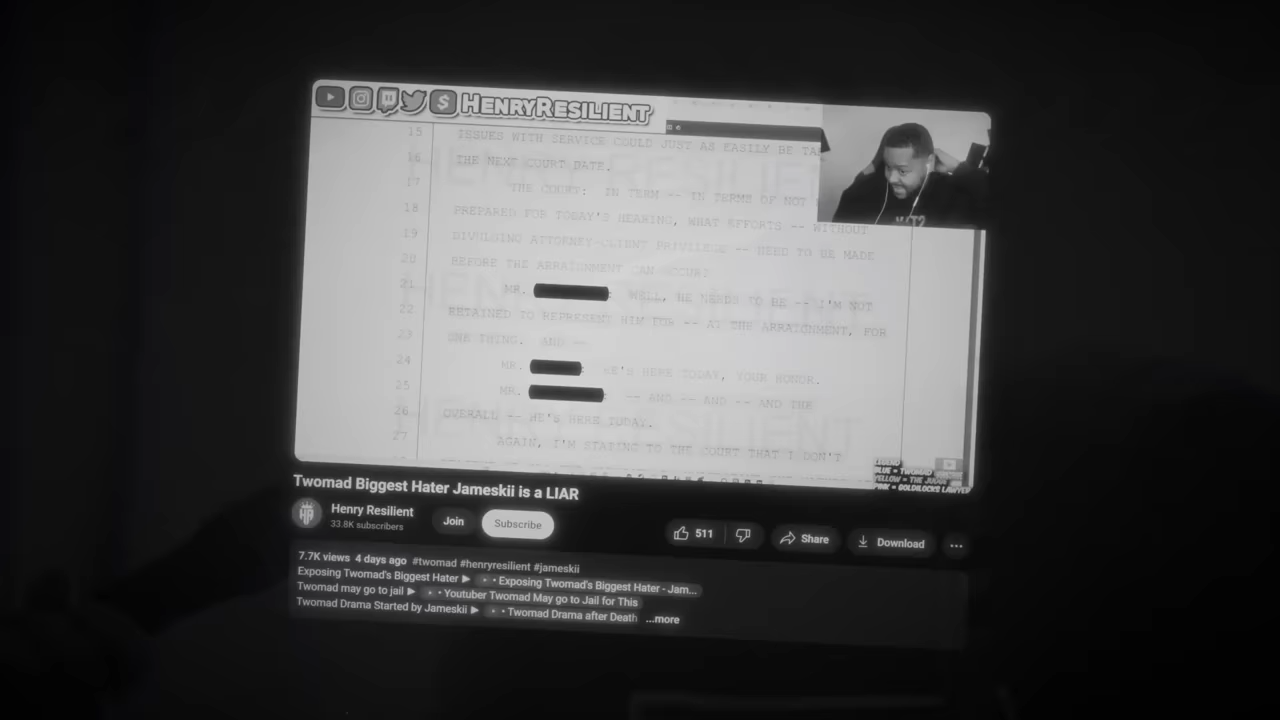 HENRYRESILIENT
15 ISSUES WITH SERVICE COULD JUST AS EASILY BE TA
16 THE NEXT COURT DATE.
17 THE COURT: IN TERM -- IN TERMS OF NOT
18 PREPARED FOR TODAY'S HEARING, WHAT EFFORTS -- WITHOUT
19 DIVULGING ATTORNEY-CLIENT PRIVILEGE -- NEED TO BE MADE
20 BEFORE THE ARRAIGNMENT CAN OCCUR?
21 MR. : WELL, HE NEEDS TO BE -- I'M NOT
22 RETAINED TO REPRESENT HIM FOR -- AT THE ARRAIGNMENT, FOR
23 ONE THING. AND --
24 MR. : HE'S HERE TODAY, YOUR HONOR.
25 MR. : -- AND -- AND -- AND THE
26 OVERALL -- HE'S HERE TODAY.
27 AGAIN, I'M STATING TO THE COURT THAT I DON'T
HENRY RESILIENT
HENRY RESILIENT
HENRY RESILIENT
LEGEND
BLUE = TWOMAD
YELLOW = THE JUDGE
PINK = GOLDILOCKS LAWYER
Twomad Biggest Hater Jameskii is a LIAR
Henry Resilient
33.8K subscribers
Join
Subscribe
511
Share
Download
...
7.7K views 4 days ago #twomad #henryresilient #jameskii
Exposing Twomad's Biggest Hater ▶ • Exposing Twomad's Biggest Hater - Jam...
Twomad may go to jail ▶ • Youtuber Twomad May go to Jail for This
Twomad Drama Started by Jameskii ▶ • Twomad Drama after Death ...more